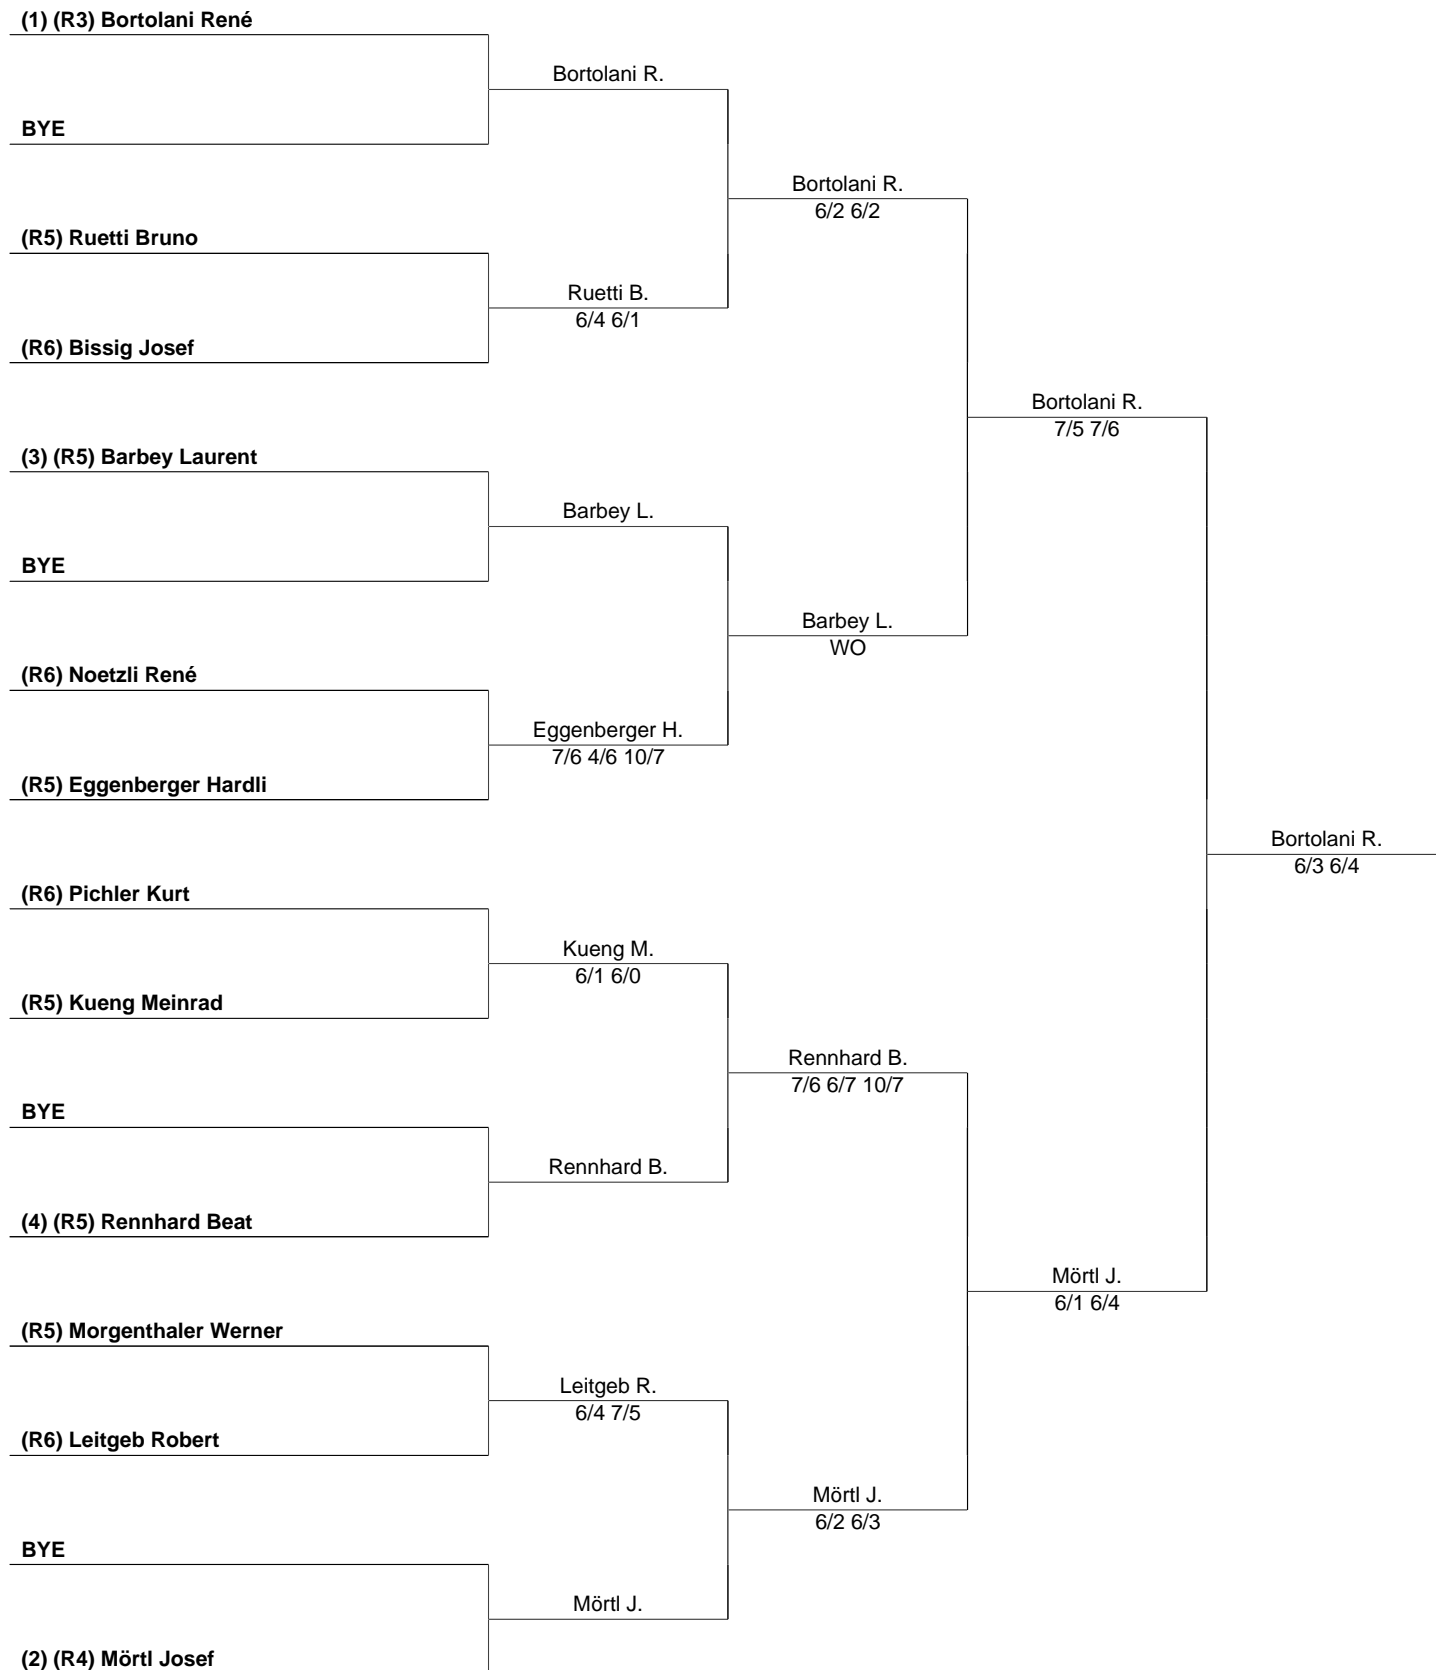 (1) (R3) Bortolani René
Bortolani R.
BYE
Bortolani R.
6/2 6/2
(R5) Ruetti Bruno
Ruetti B.
6/4 6/1
(R6) Bissig Josef
Bortolani R.
7/5 7/6
(3) (R5) Barbey Laurent
Barbey L.
BYE
Barbey L.
WO
(R6) Noetzli René
Eggenberger H.
7/6 4/6 10/7
(R5) Eggenberger Hardli
Bortolani R.
6/3 6/4
(R6) Pichler Kurt
Kueng M.
6/1 6/0
(R5) Kueng Meinrad
Rennhard B.
7/6 6/7 10/7
BYE
Rennhard B.
(4) (R5) Rennhard Beat
Mörtl J.
6/1 6/4
(R5) Morgenthaler Werner
Leitgeb R.
6/4 7/5
(R6) Leitgeb Robert
Mörtl J.
6/2 6/3
BYE
Mörtl J.
(2) (R4) Mörtl Josef